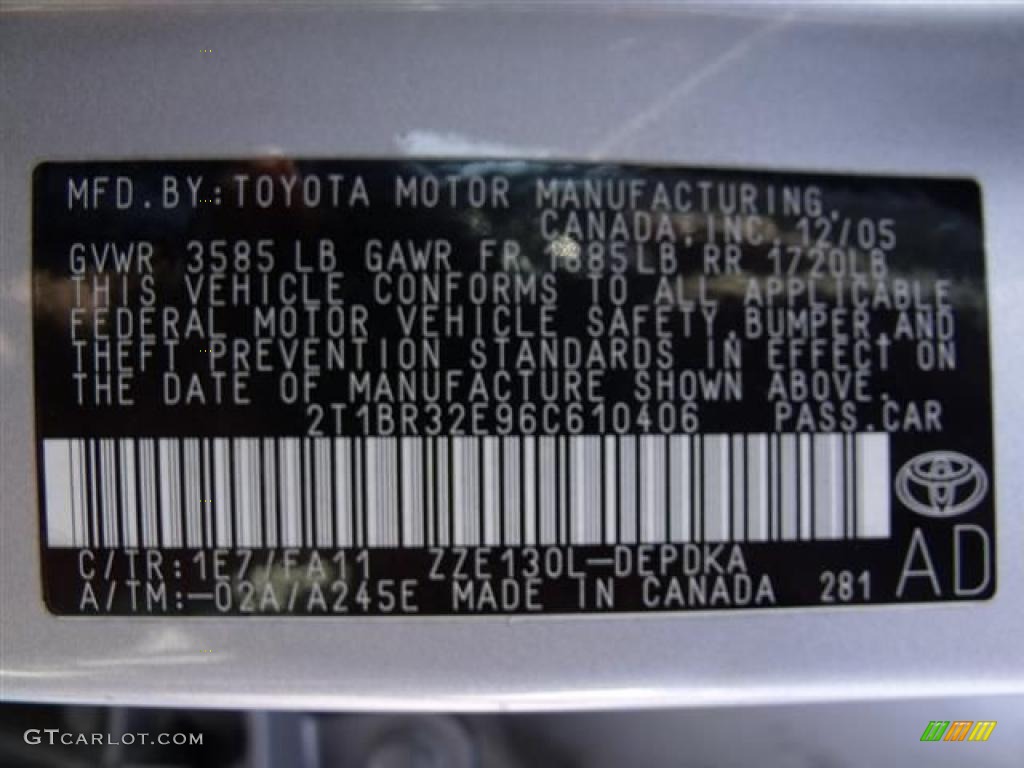 MFD.BY:TOYOTA MOTOR MANUFACTURING,
CANADA,INC. 12/05
GVWR 3585 LB GAWR FR 1885LB RR 1720LB
THIS VEHICLE CONFORMS TO ALL APPLICABLE
FEDERAL MOTOR VEHICLE SAFETY,BUMPER,AND
THEFT PREVENTION STANDARDS IN EFFECT ON
THE DATE OF MANUFACTURE SHOWN ABOVE.
2T1BR32E96C610406 PASS.CAR
C/TR:1E7/FA11 ZZE130L-DEPDKA
A/TM:-02A/A245E MADE IN CANADA 281 AD
GTCARLOT.COM